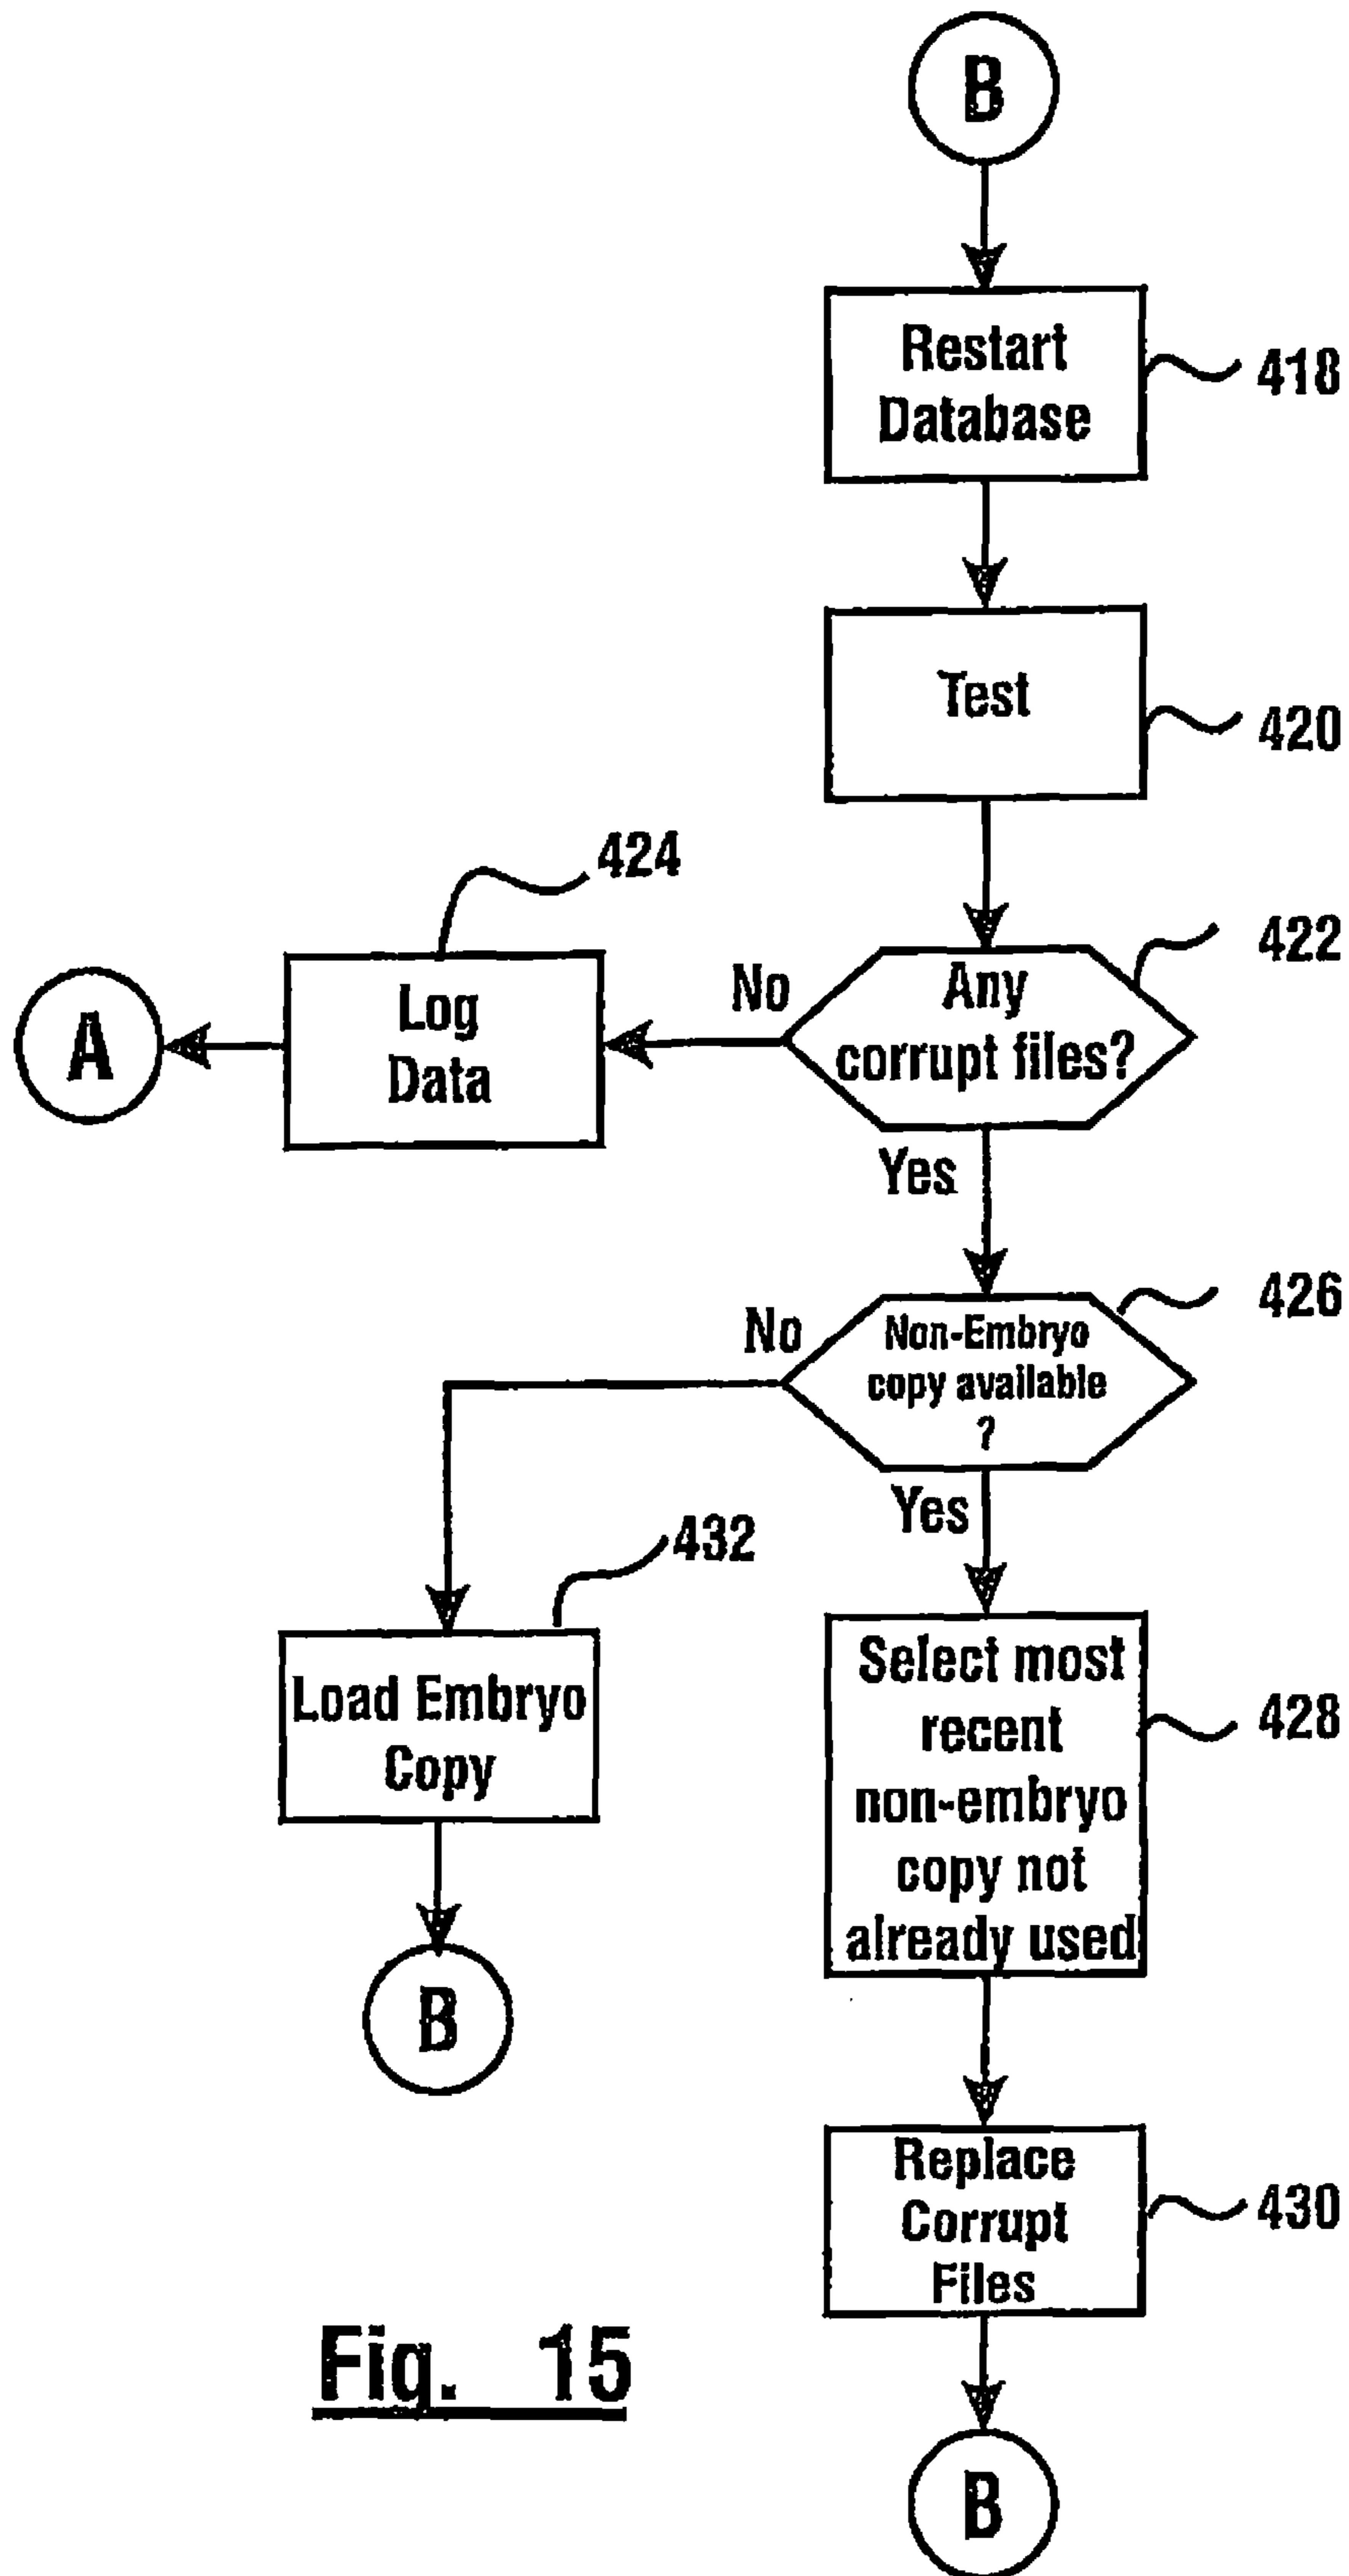 B
Restart
Database
418
Test
420
424
422
Any
corrupt files?
No
Log
Data
A
Yes
426
No
Non-Embryo
copy available
?
Yes
432
Load Embryo
Copy
Select most
recent
non-embryo
copy not
already used
428
B
Replace
Corrupt
Files
430
Fig. 15
B